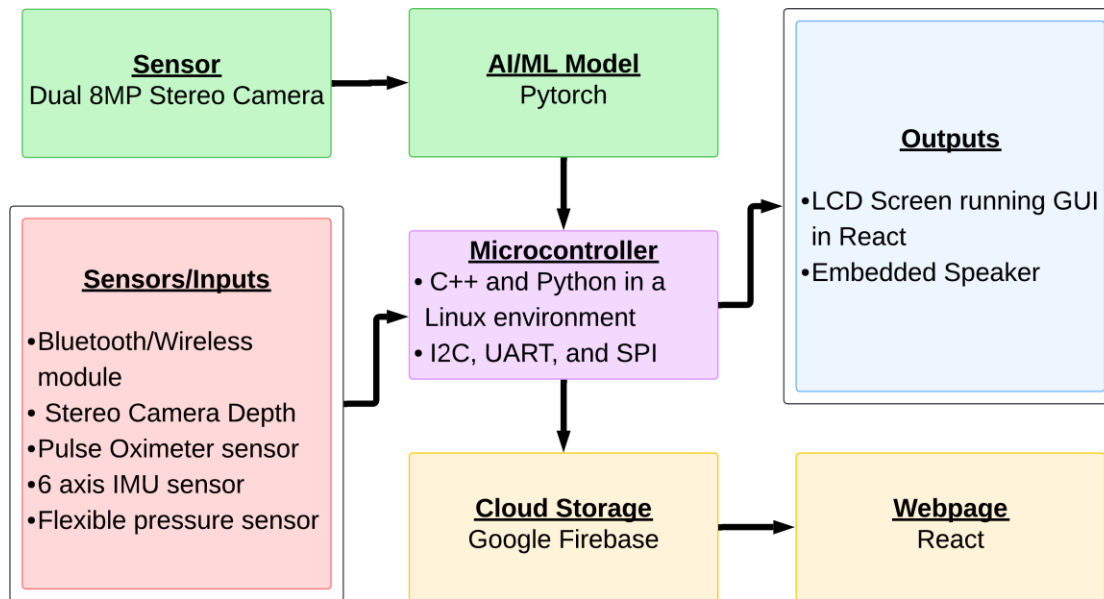 Sensor
Dual 8MP Stereo Camera
AI/ML Model
Pytorch
Outputs
•LCD Screen running GUI
in React
•Embedded Speaker
Sensors/Inputs
•Bluetooth/Wireless
module
• Stereo Camera Depth
•Pulse Oximeter sensor
•6 axis IMU sensor
•Flexible pressure sensor
Microcontroller
• C++ and Python in a
Linux environment
• I2C, UART, and SPI
Cloud Storage
Google Firebase
Webpage
React